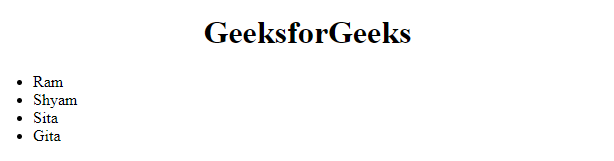 GeeksforGeeks
• Ram
• Shyam
• Sita
• Gita